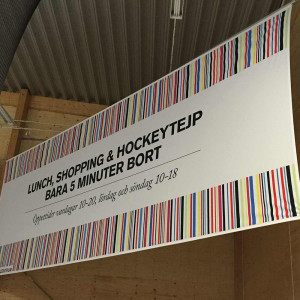 LUNCH, SHOPPING & HOCKEYTEJP
BARA 5 MINUTER BORT
Öppettider vardagar 10-20, lördag och söndag 10-18